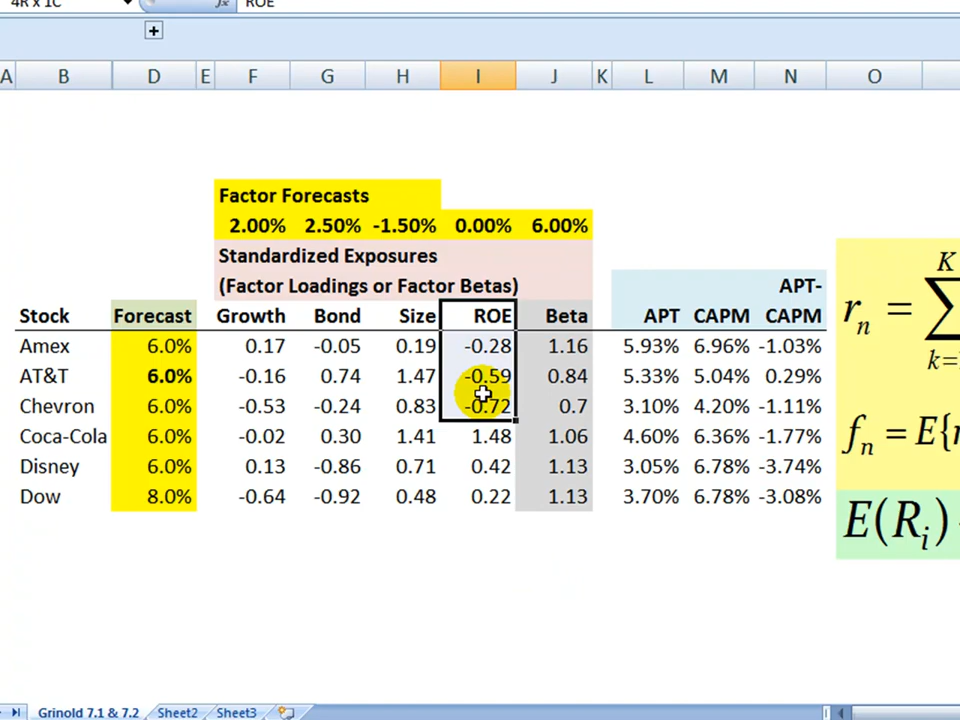 4R x 1C fx ROE
+
A B D E F G H I J K L M N O
Factor Forecasts
2.00% 2.50% -1.50% 0.00% 6.00%
Standardized Exposures
(Factor Loadings or Factor Betas) APT-
Stock Forecast Growth Bond Size ROE Beta APT CAPM CAPM
Amex 6.0% 0.17 -0.05 0.19 -0.28 1.16 5.93% 6.96% -1.03%
AT&T 6.0% -0.16 0.74 1.47 -0.59 0.84 5.33% 5.04% 0.29%
Chevron 6.0% -0.53 -0.24 0.83 -0.72 0.7 3.10% 4.20% -1.11%
Coca-Cola 6.0% -0.02 0.30 1.41 1.48 1.06 4.60% 6.36% -1.77%
Disney 6.0% 0.13 -0.86 0.71 0.42 1.13 3.05% 6.78% -3.74%
Dow 8.0% -0.64 -0.92 0.48 0.22 1.13 3.70% 6.78% -3.08%
K
rₙ = ∑
k=
fₙ = E{
E(Rᵢ)
Grinold 7.1 & 7.2 Sheet2 Sheet3